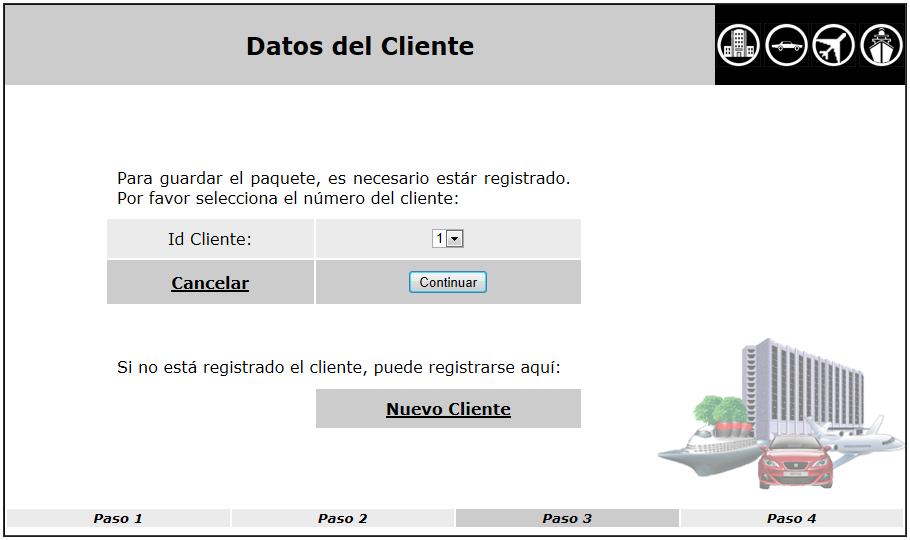 Datos del Cliente
Para guardar el paquete, es necesario estár registrado.
Por favor selecciona el número del cliente:
Id Cliente: 1
Cancelar Continuar
Si no está registrado el cliente, puede registrarse aquí:
Nuevo Cliente
Paso 1 Paso 2 Paso 3 Paso 4